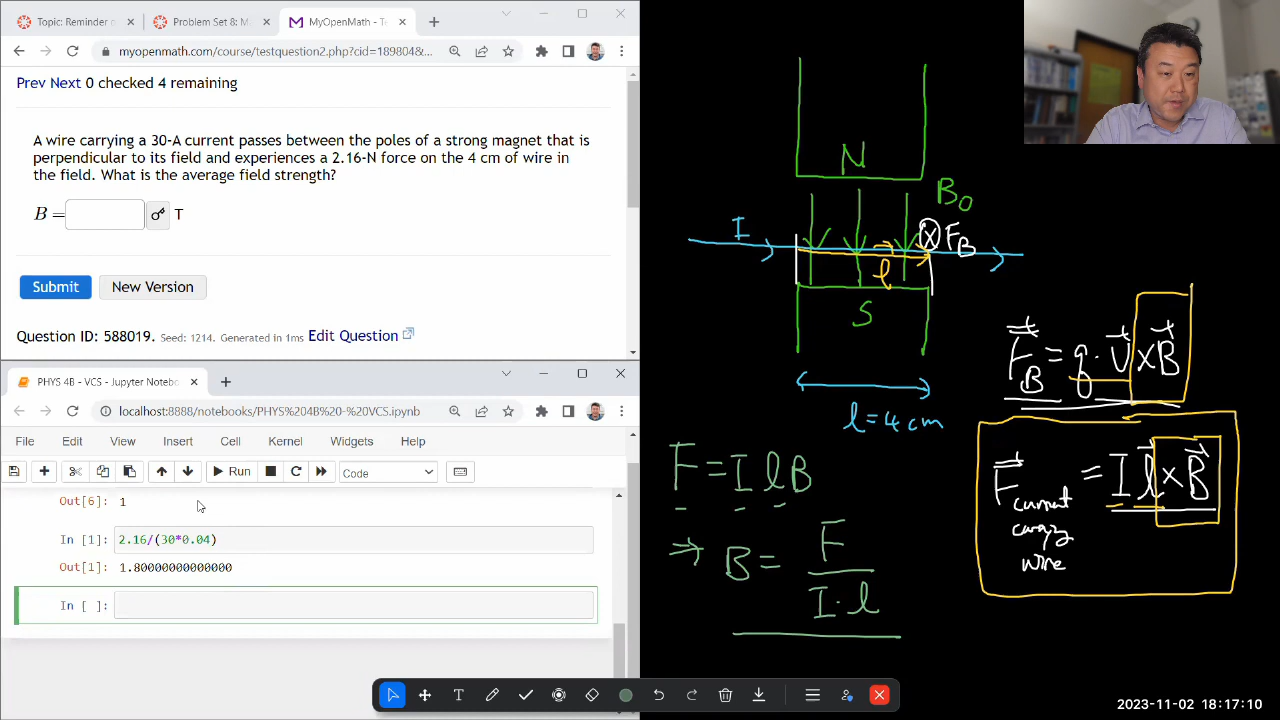 Topic: Reminder o
Problem Set 8: M
MyOpenMath - Te
myopenmath.com/course/testquestion2.php?cid=189804&...
Prev Next 0 checked 4 remaining
A wire carrying a 30-A current passes between the poles of a strong magnet that is
perpendicular to its field and experiences a 2.16-N force on the 4 cm of wire in
the field. What is the average field strength?
B = T
Submit New Version
Question ID: 588019. Seed: 1214. Generated in 1ms Edit Question
PHYS 4B - VCS - Jupyter Notebo
localhost:8888/notebooks/PHYS%204B%20-%20VCS.ipynb
File Edit View Insert Cell Kernel Widgets Help
Run Code
Out[6]: 1
In [1]: 2.16/(30*0.04)
Out[1]: 1.80000000000000
In [ ]:
N
B₀
I
F_B
l
S
l = 4 cm
F = I l B
⇒ B = F / I · l
F_B = q · V × B
F current carrying wire = I l × B
T
2023-11-02 18:17:10